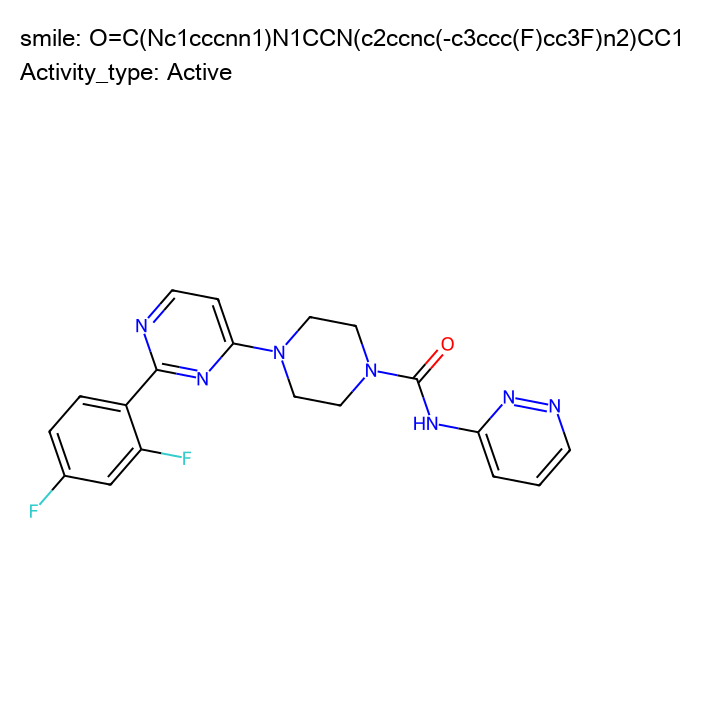 smile: O=C(Nc1cccnn1)N1CCN(c2ccnc(-c3ccc(F)cc3F)n2)CC1
Activity_type: Active
O
N
N
N
N
N
N
HN
F
F